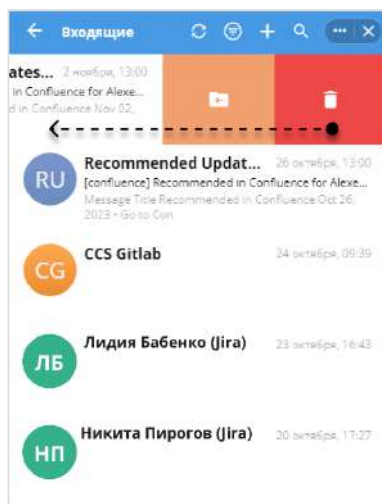 Входящие
ates... 2 ноября, 13:00
in Confluence for Alexe...
d in Confluence Nov 02,
RU
Recommended Updat... 26 октября, 13:00
[confluence] Recommended in Confluence for Alexe...
Message Title Recommended in Confluence Oct 26,
2023 • Go to Con
CG
CCS Gitlab 24 октября, 09:39
ЛБ
Лидия Бабенко (Jira) 23 октября, 16:43
НП
Никита Пирогов (Jira) 20 октября, 17:27